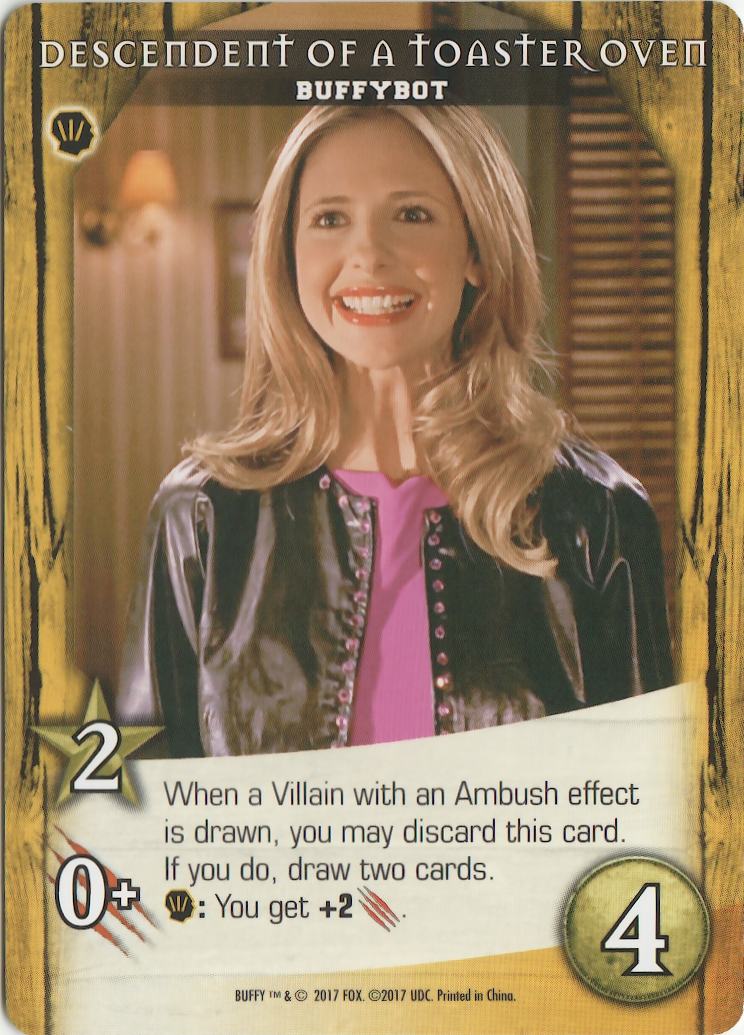 DESCENDENT OF A TOASTER OVEN
BUFFYBOT
2
When a Villain with an Ambush effect
is drawn, you may discard this card.
If you do, draw two cards.
0+
: You get +2 .
4
BUFFY ™ & © 2017 FOX. ©2017 UDC. Printed in China.